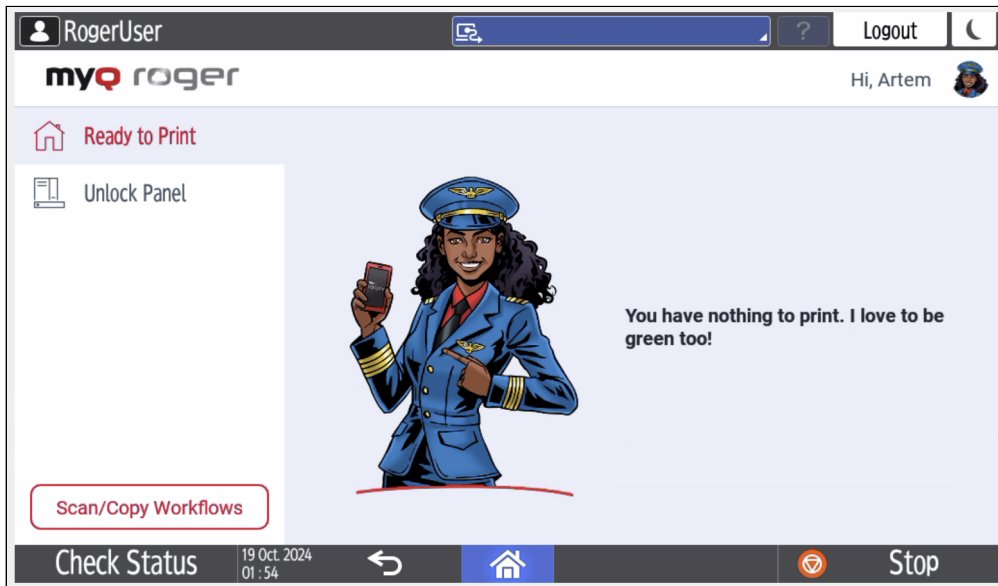 RogerUser
?
Logout
myQ roger
Hi, Artem
Ready to Print
Unlock Panel
You have nothing to print. I love to be
green too!
Scan/Copy Workflows
Check Status
19 Oct. 2024
01:54
Stop